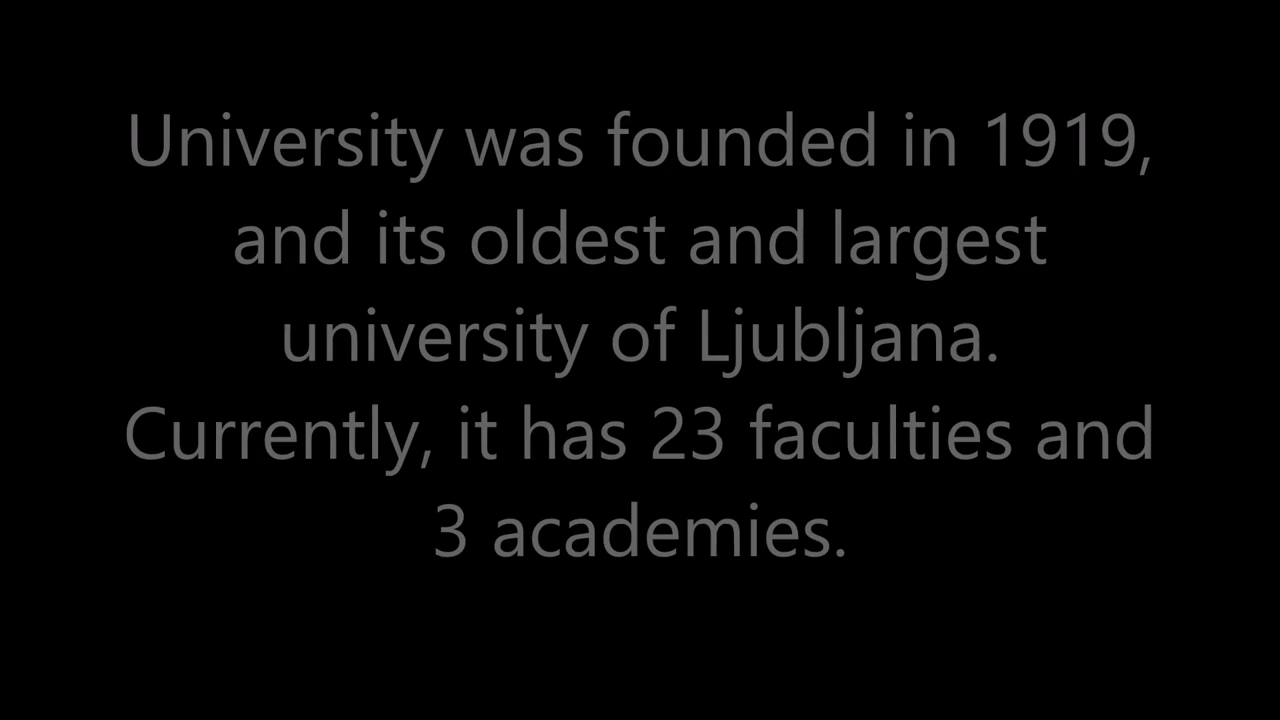 University was founded in 1919,
and its oldest and largest
university of Ljubljana.
Currently, it has 23 faculties and
3 academies.